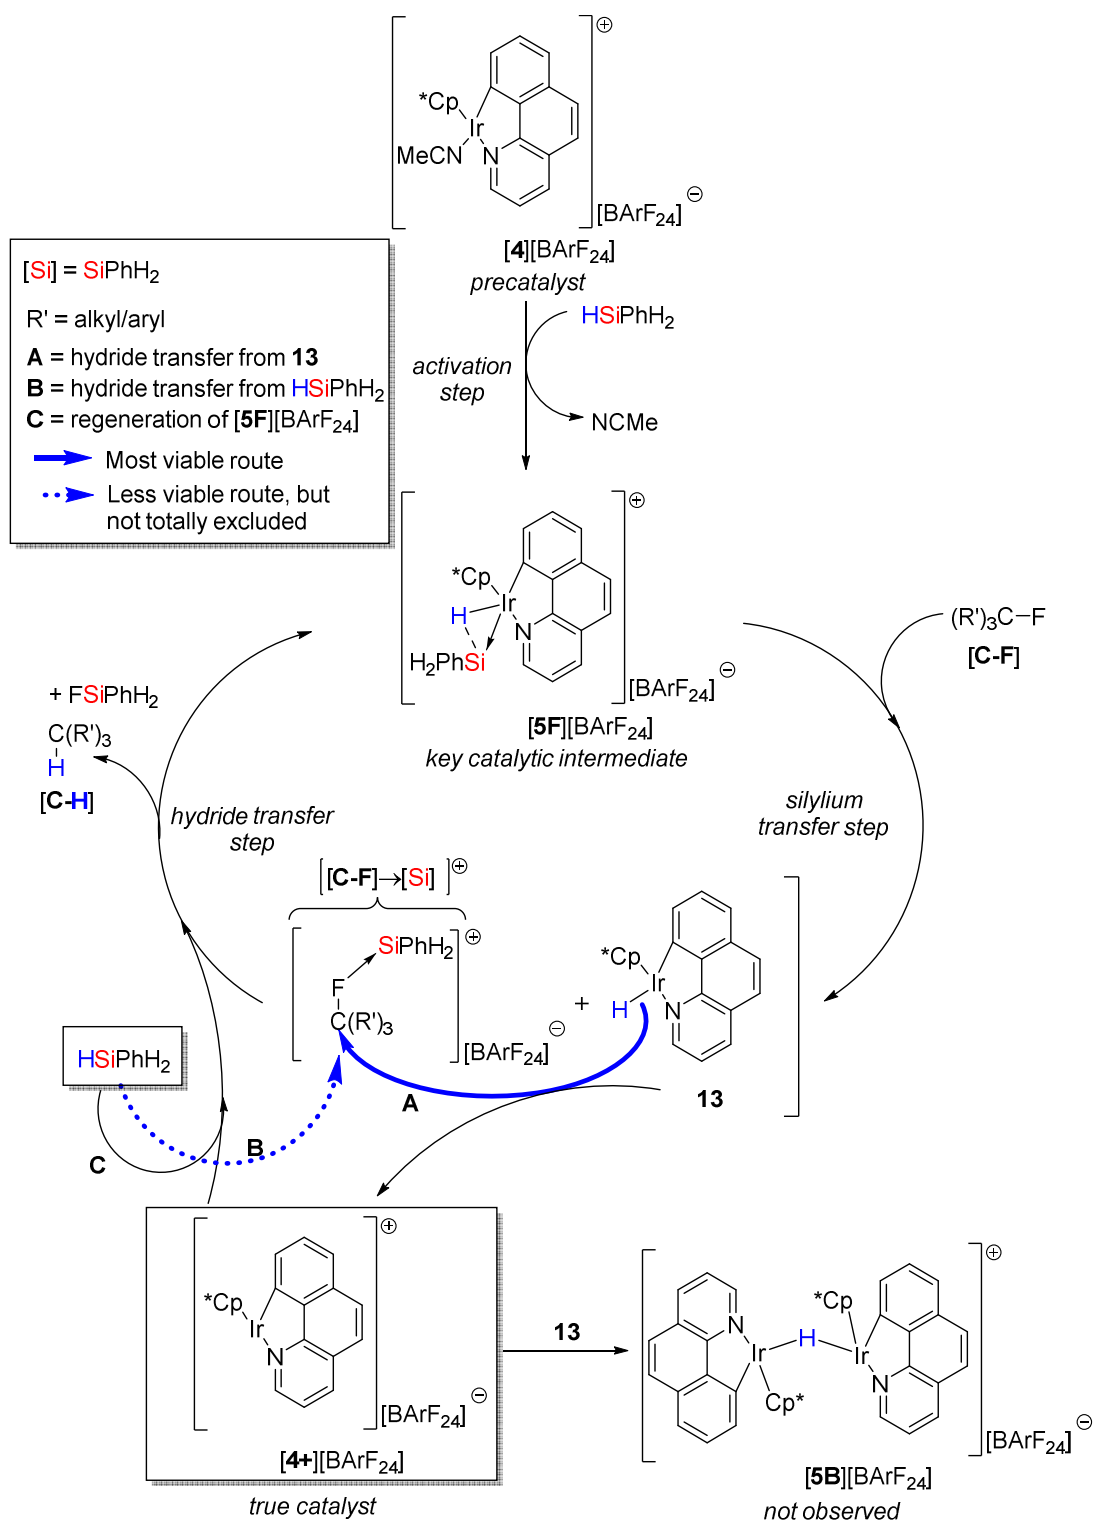 ⊕
*Cp
Ir
MeCN
N
[BArF24]⊖
[4][BArF24]
precatalyst
HSiPhH2
activation
step
NCMe
[Si] = SiPhH2
R' = alkyl/aryl
A = hydride transfer from 13
B = hydride transfer from HSiPhH2
C = regeneration of [5F][BArF24]
Most viable route
Less viable route, but
not totally excluded
⊕
*Cp
H
Ir
N
H2PhSi
[BArF24]⊖
[5F][BArF24]
key catalytic intermediate
(R')3C–F
[C-F]
+ FSiPhH2
C(R')3
H
[C-H]
hydride transfer
step
silylium
transfer step
[[C-F]→[Si]]⊕
SiPhH2
⊕
F
C(R')3
[BArF24]⊖
+
*Cp
Ir
H
N
13
HSiPhH2
A
B
C
⊕
*Cp
Ir
N
[BArF24]⊖
[4+][BArF24]
true catalyst
13
⊕
N
Ir
Cp*
H
*Cp
Ir
N
[BArF24]⊖
[5B][BArF24]
not observed